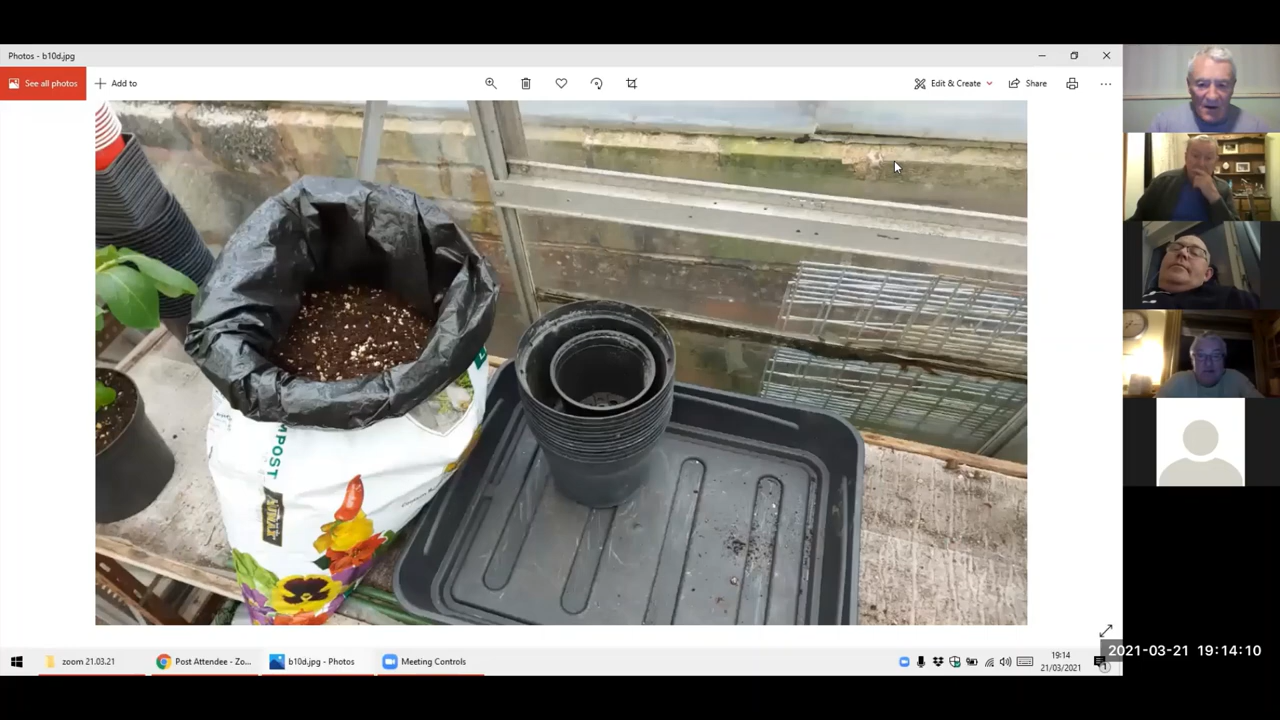 Photos - b10d.jpg
See all photos
Add to
Edit & Create
Share
MPOST
zoom 21.03.21
Post Attendee - Zo...
b10d.jpg - Photos
Meeting Controls
19:14
21/03/2021
1
2021-03-21 19:14:10